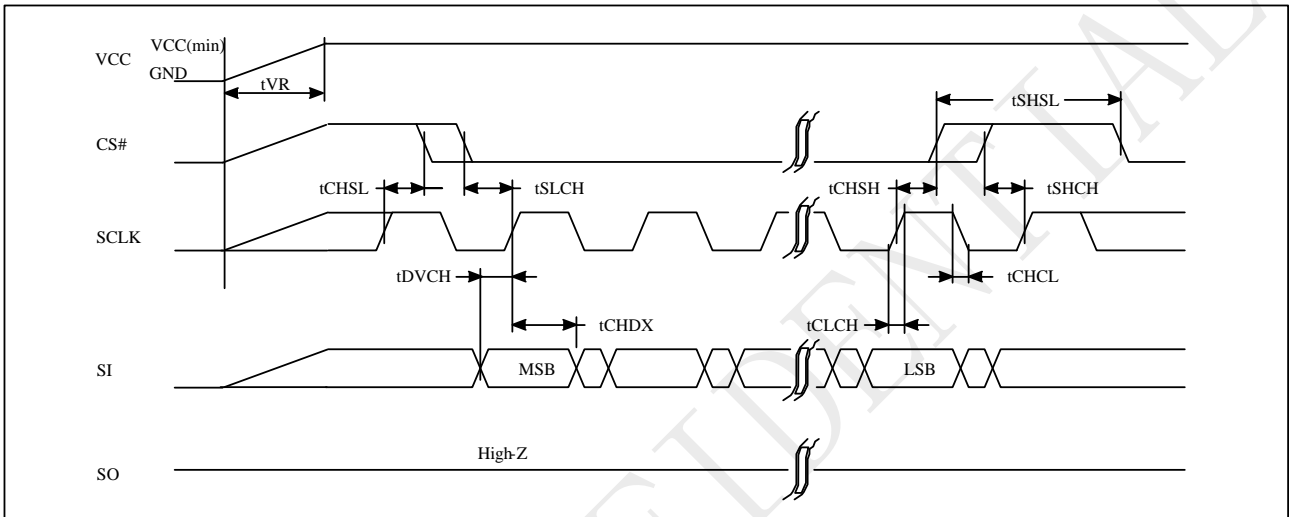 VCC
VCC(min)
GND
tVR
tSHSL
CS#
tCHSL
tSLCH
tCHSH
tSHCH
SCLK
tDVCH
tCHCL
tCHDX
tCLCH
SI
MSB
LSB
High-Z
SO